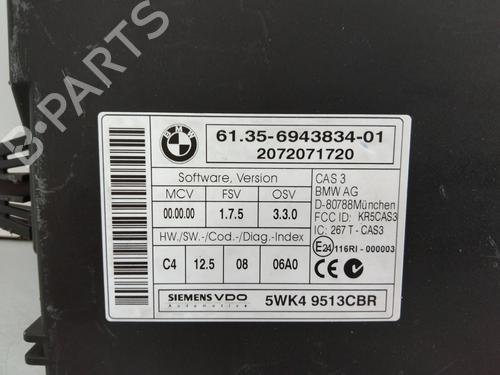 B-PARTS
BMW
61.35-6943834-01
2072071720
Software, Version
MCV FSV OSV
00.00.00 1.7.5 3.3.0
HW./SW.-/Cod.-/Diag.-Index
C4 12.5 08 06A0
CAS 3
BMW AG
D-80788München
FCC ID: KR5CAS3
IC: 267 T - CAS3
E24 116RI - 000003
CE
SIEMENS VDO
Automotive
5WK4 9513CBR